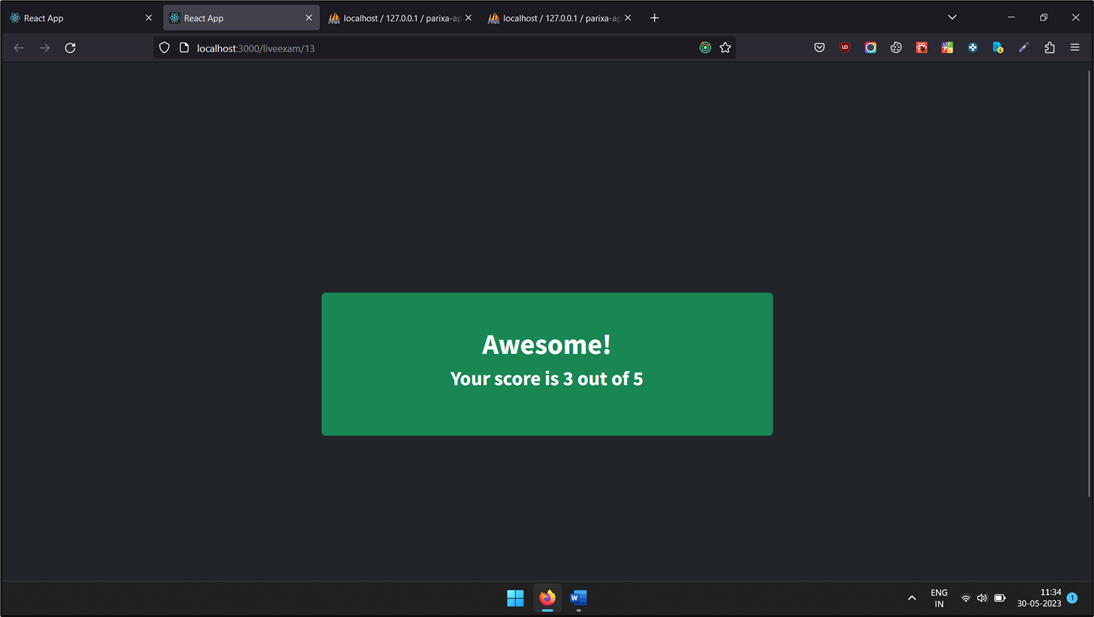 React App
React App
localhost / 127.0.0.1 / parixa-ap
localhost / 127.0.0.1 / parixa-ap
localhost:3000/liveexam/13
Awesome!
Your score is 3 out of 5
ENG
IN
11:34
30-05-2023
1